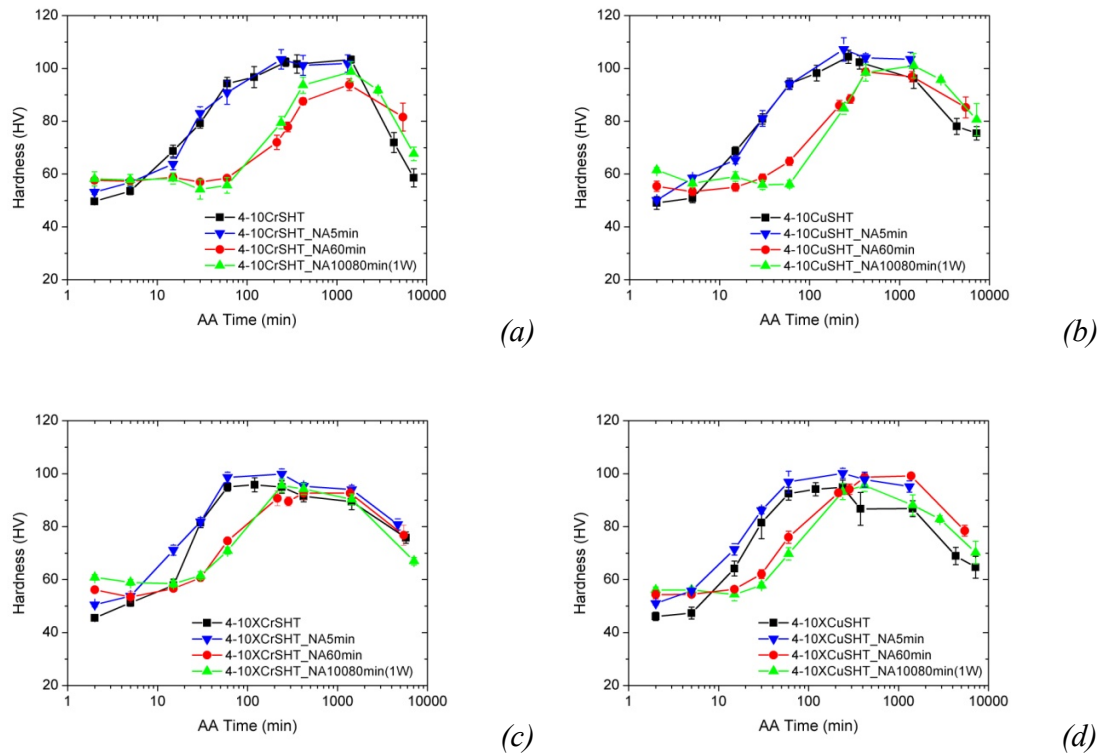 120
100
80
60
40
20
Hardness (HV)
4-10CrSHT
4-10CrSHT_NA5min
4-10CrSHT_NA60min
4-10CrSHT_NA10080min(1W)
1 10 100 1000 10000
AA Time (min)
(a)
120
100
80
60
40
20
Hardness (HV)
4-10CuSHT
4-10CuSHT_NA5min
4-10CuSHT_NA60min
4-10CuSHT_NA10080min(1W)
1 10 100 1000 10000
AA Time (min)
(b)
120
100
80
60
40
20
Hardness (HV)
4-10XCrSHT
4-10XCrSHT_NA5min
4-10XCrSHT_NA60min
4-10XCrSHT_NA10080min(1W)
1 10 100 1000 10000
AA Time (min)
(c)
120
100
80
60
40
20
Hardness (HV)
4-10XCuSHT
4-10XCuSHT_NA5min
4-10XCuSHT_NA60min
4-10XCuSHT_NA10080min(1W)
1 10 100 1000 10000
AA Time (min)
(d)